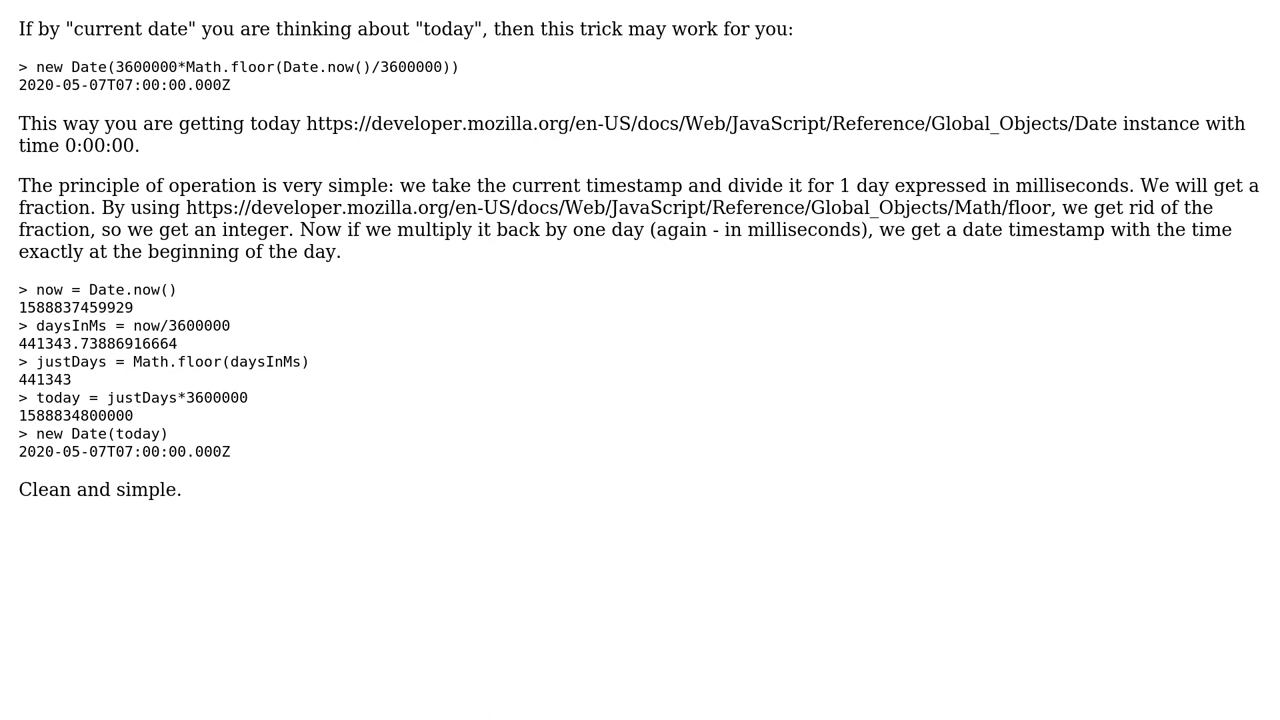 If by "current date" you are thinking about "today", then this trick may work for you:
> new Date(3600000*Math.floor(Date.now()/3600000))
2020-05-07T07:00:00.000Z
This way you are getting today https://developer.mozilla.org/en-US/docs/Web/JavaScript/Reference/Global_Objects/Date instance with
time 0:00:00.
The principle of operation is very simple: we take the current timestamp and divide it for 1 day expressed in milliseconds. We will get a
fraction. By using https://developer.mozilla.org/en-US/docs/Web/JavaScript/Reference/Global_Objects/Math/floor, we get rid of the
fraction, so we get an integer. Now if we multiply it back by one day (again - in milliseconds), we get a date timestamp with the time
exactly at the beginning of the day.
> now = Date.now()
1588837459929
> daysInMs = now/3600000
441343.73886916664
> justDays = Math.floor(daysInMs)
441343
> today = justDays*3600000
1588834800000
> new Date(today)
2020-05-07T07:00:00.000Z
Clean and simple.